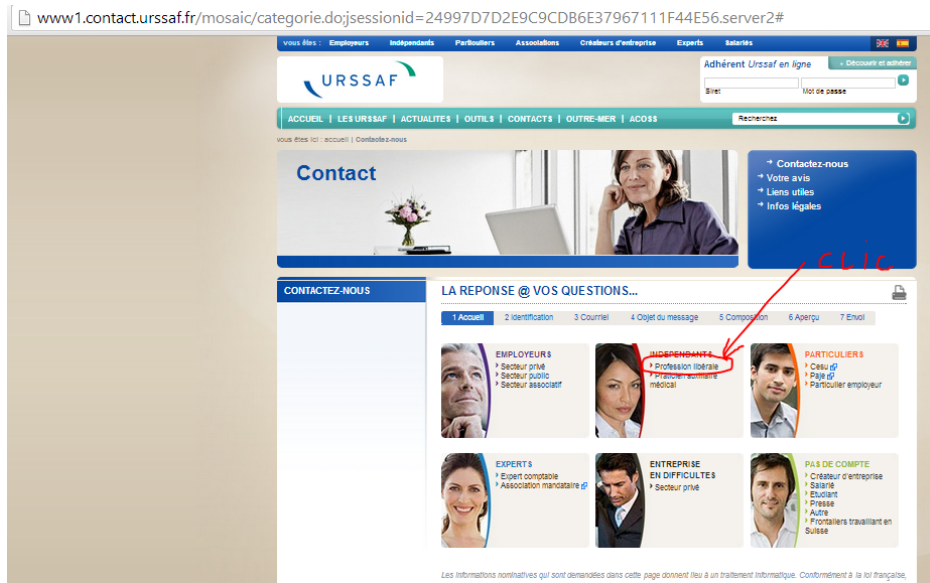 www1.contact.urssaf.fr/mosaic/categorie.do;jsessionid=24997D7D2E9C9CDB6E37967111F44E56.server2#
vous êtes : Employeurs Indépendants Particuliers Associations Créateurs d'entreprise Experts Salariés
URSSAF
Adhérent Urssaf en ligne
Découvrir et adhérer
Siret Mot de passe
ACCUEIL | LES URSSAF | ACTUALITES | OUTILS | CONTACTS | OUTRE-MER | ACOSS
Recherchez
vous êtes ici : accueil | Contactez-nous
Contact
Contactez-nous
Votre avis
Liens utiles
Infos légales
CLIC
CONTACTEZ-NOUS
LA REPONSE @ VOS QUESTIONS...
1 Accueil 2 Identification 3 Courriel 4 Objet du message 5 Composition 6 Aperçu 7 Envoi
EMPLOYEURS
Secteur privé
Secteur public
Secteur associatif
INDEPENDANTS
Profession libérale
Praticien auxiliaire
médical
PARTICULIERS
Cesu
Paje
Particulier employeur
EXPERTS
Expert comptable
Association mandataire
ENTREPRISE
EN DIFFICULTES
Secteur privé
PAS DE COMPTE
Créateur d'entreprise
Salarié
Etudiant
Presse
Autre
Frontaliers travaillant en
Suisse
Les informations nominatives qui sont demandées dans cette page donnent lieu à un traitement informatique. Conformément à la loi française,